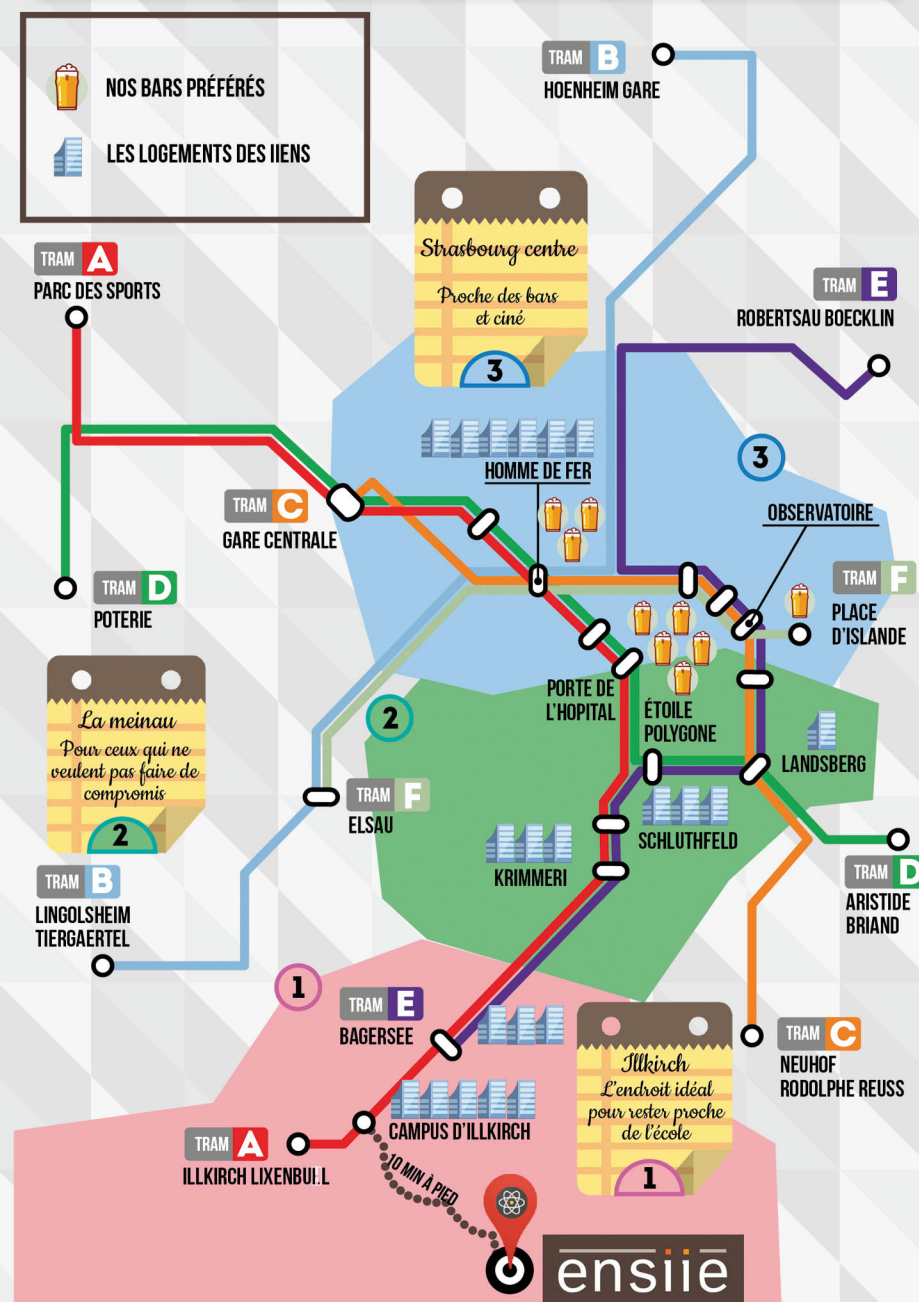 NOS BARS PRÉFÉRÉS
LES LOGEMENTS DES IIENS
TRAM B
HOENHEIM GARE
Strasbourg centre
Proche des bars
et ciné
3
TRAM A
PARC DES SPORTS
TRAM E
ROBERTSAU BOECKLIN
3
HOMME DE FER
TRAM C
GARE CENTRALE
OBSERVATOIRE
TRAM D
POTERIE
TRAM F
PLACE
D'ISLANDE
La meinau
Pour ceux qui ne
veulent pas faire de
compromis
2
2
PORTE DE
L'HOPITAL
ÉTOILE
POLYGONE
LANDSBERG
TRAM F
ELSAU
SCHLUTHFELD
KRIMMERI
TRAM B
LINGOLSHEIM
TIERGAERTEL
TRAM D
ARISTIDE
BRIAND
1
TRAM E
BAGERSEE
TRAM C
NEUHOF
RODOLPHE REUSS
Illkirch
L'endroit idéal
pour rester proche
de l'école
1
CAMPUS D'ILLKIRCH
TRAM A
ILLKIRCH LIXENBUILL
10 MIN À PIED
ensiie